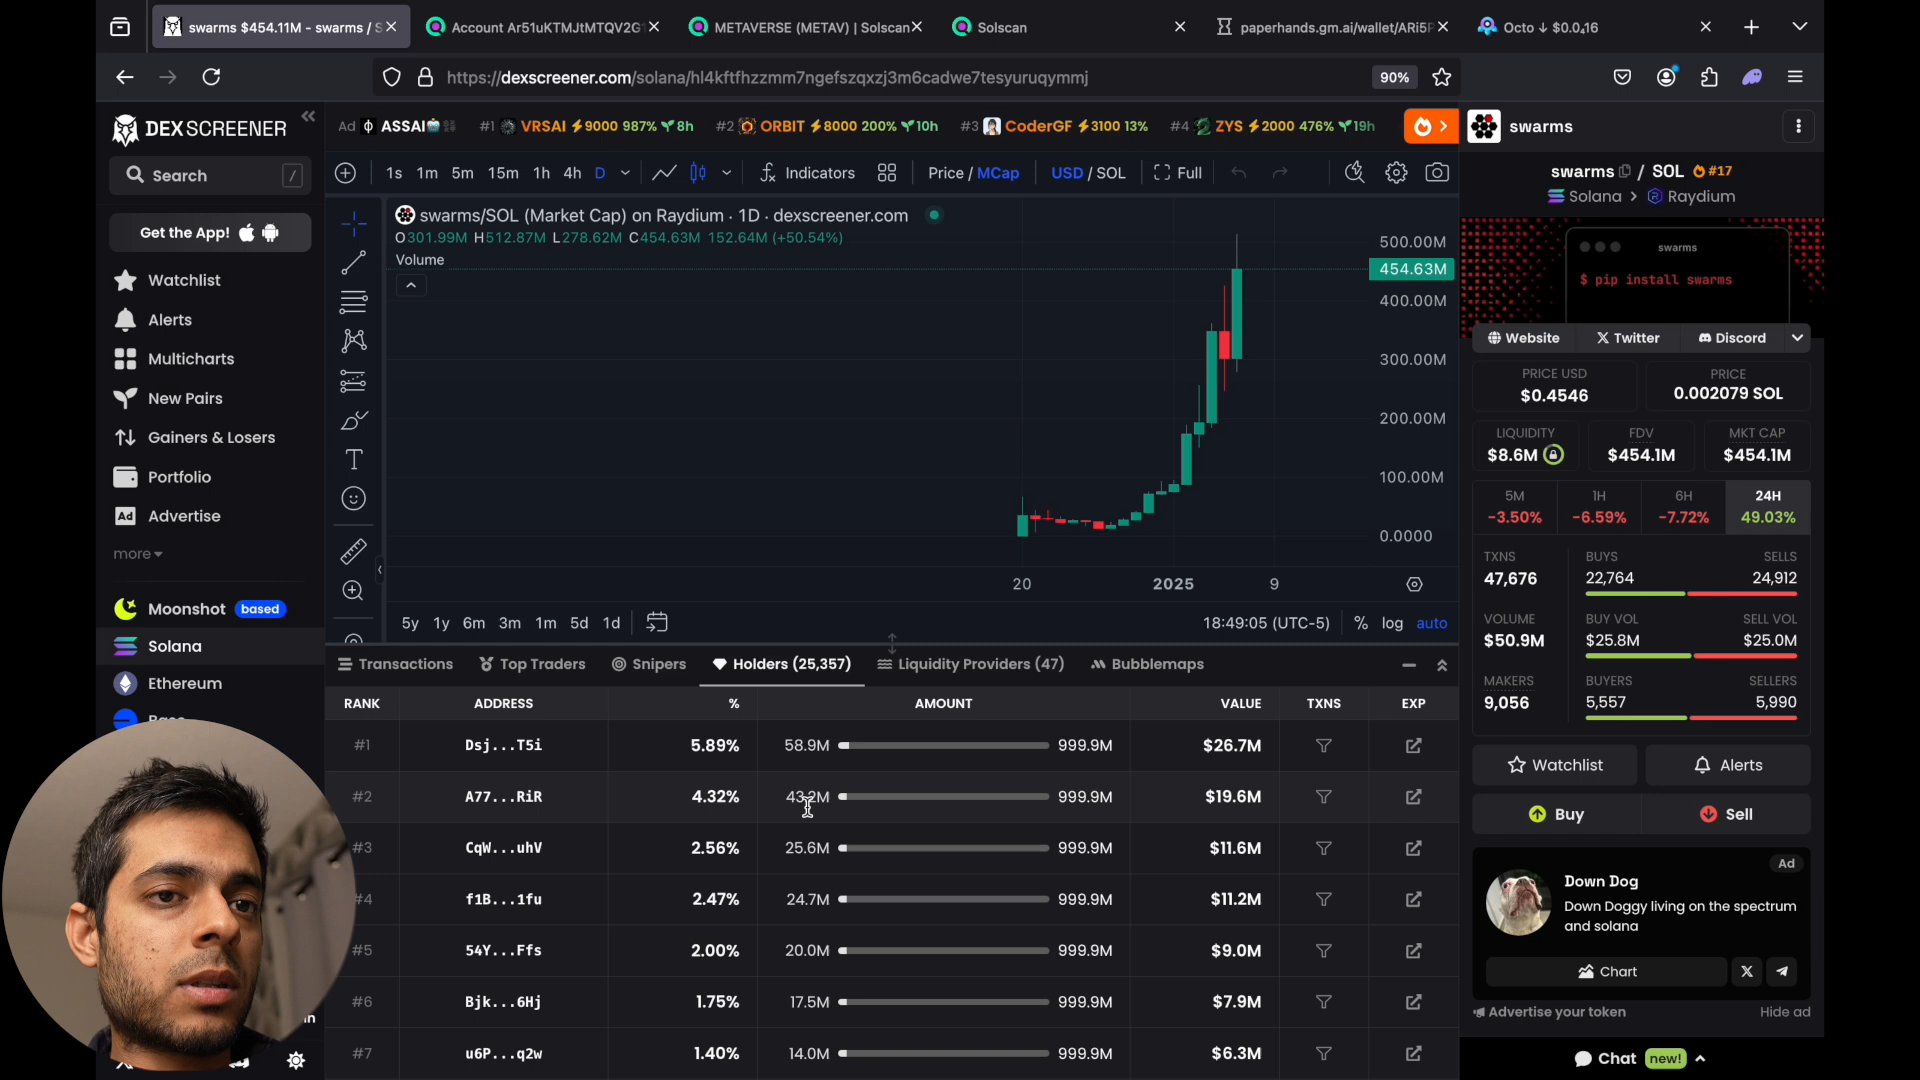 swarms $454.11M - swarms / S
Account Ar51uKTMJtMTQV2G1
METAVERSE (METAV) | Solscan
Solscan
paperhands.gm.ai/wallet/ARi5P
Octo ↓ $0.0₄16
https://dexscreener.com/solana/hl4kftfhzzmm7ngefszqxzj3m6cadwe7tesyuruqymmj
90%
DEXSCREENER
Search
/
Get the App!
Watchlist
Alerts
Multicharts
New Pairs
Gainers & Losers
Portfolio
Ad Advertise
more
Moonshot based
Solana
Ethereum
Ad ASSAI
#1 VRSAI ⚡9000 987% 8h
#2 ORBIT ⚡8000 200% 10h
#3 CoderGF ⚡3100 13%
#4 ZYS ⚡2000 476% 19h
1s 1m 5m 15m 1h 4h D
Indicators
Price / MCap
USD / SOL
Full
swarms/SOL (Market Cap) on Raydium · 1D · dexscreener.com
O301.99M H512.87M L278.62M C454.63M 152.64M (+50.54%)
Volume
500.00M
454.63M
400.00M
300.00M
200.00M
100.00M
0.0000
20 2025 9
5y 1y 6m 3m 1m 5d 1d
18:49:05 (UTC-5) % log auto
Transactions Top Traders Snipers Holders (25,357) Liquidity Providers (47) Bubblemaps
RANK ADDRESS % AMOUNT VALUE TXNS EXP
#1 Dsj...T5i 5.89% 58.9M 999.9M $26.7M
#2 A77...RiR 4.32% 43.2M 999.9M $19.6M
#3 CqW...uhV 2.56% 25.6M 999.9M $11.6M
#4 f1B...1fu 2.47% 24.7M 999.9M $11.2M
#5 54Y...Ffs 2.00% 20.0M 999.9M $9.0M
#6 Bjk...6Hj 1.75% 17.5M 999.9M $7.9M
#7 u6P...q2w 1.40% 14.0M 999.9M $6.3M
swarms
swarms / SOL #17
Solana > Raydium
swarms
$ pip install swarms
Website Twitter Discord
PRICE USD
$0.4546
PRICE
0.002079 SOL
LIQUIDITY
$8.6M
FDV
$454.1M
MKT CAP
$454.1M
5M 1H 6H 24H
-3.50% -6.59% -7.72% 49.03%
TXNS BUYS SELLS
47,676 22,764 24,912
VOLUME BUY VOL SELL VOL
$50.9M $25.8M $25.0M
MAKERS BUYERS SELLERS
9,056 5,557 5,990
Watchlist Alerts
Buy Sell
Ad
Down Dog
Down Doggy living on the spectrum
and solana
Chart
Advertise your token Hide ad
Chat new!